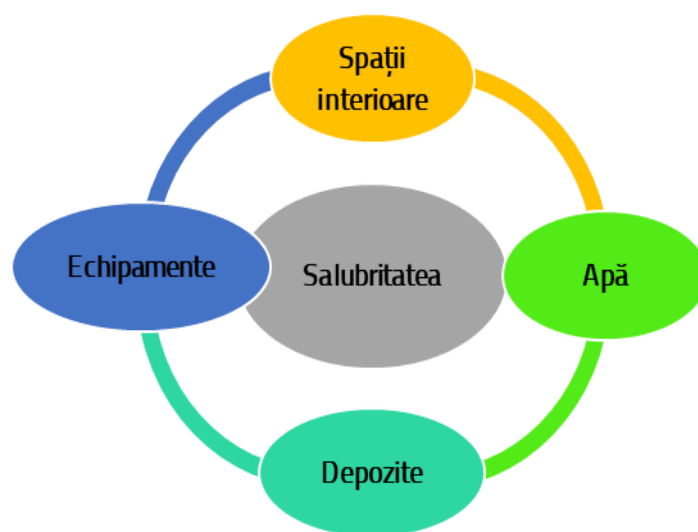 Spații
interioare
Echipamente
Salubritatea
Apă
Depozite